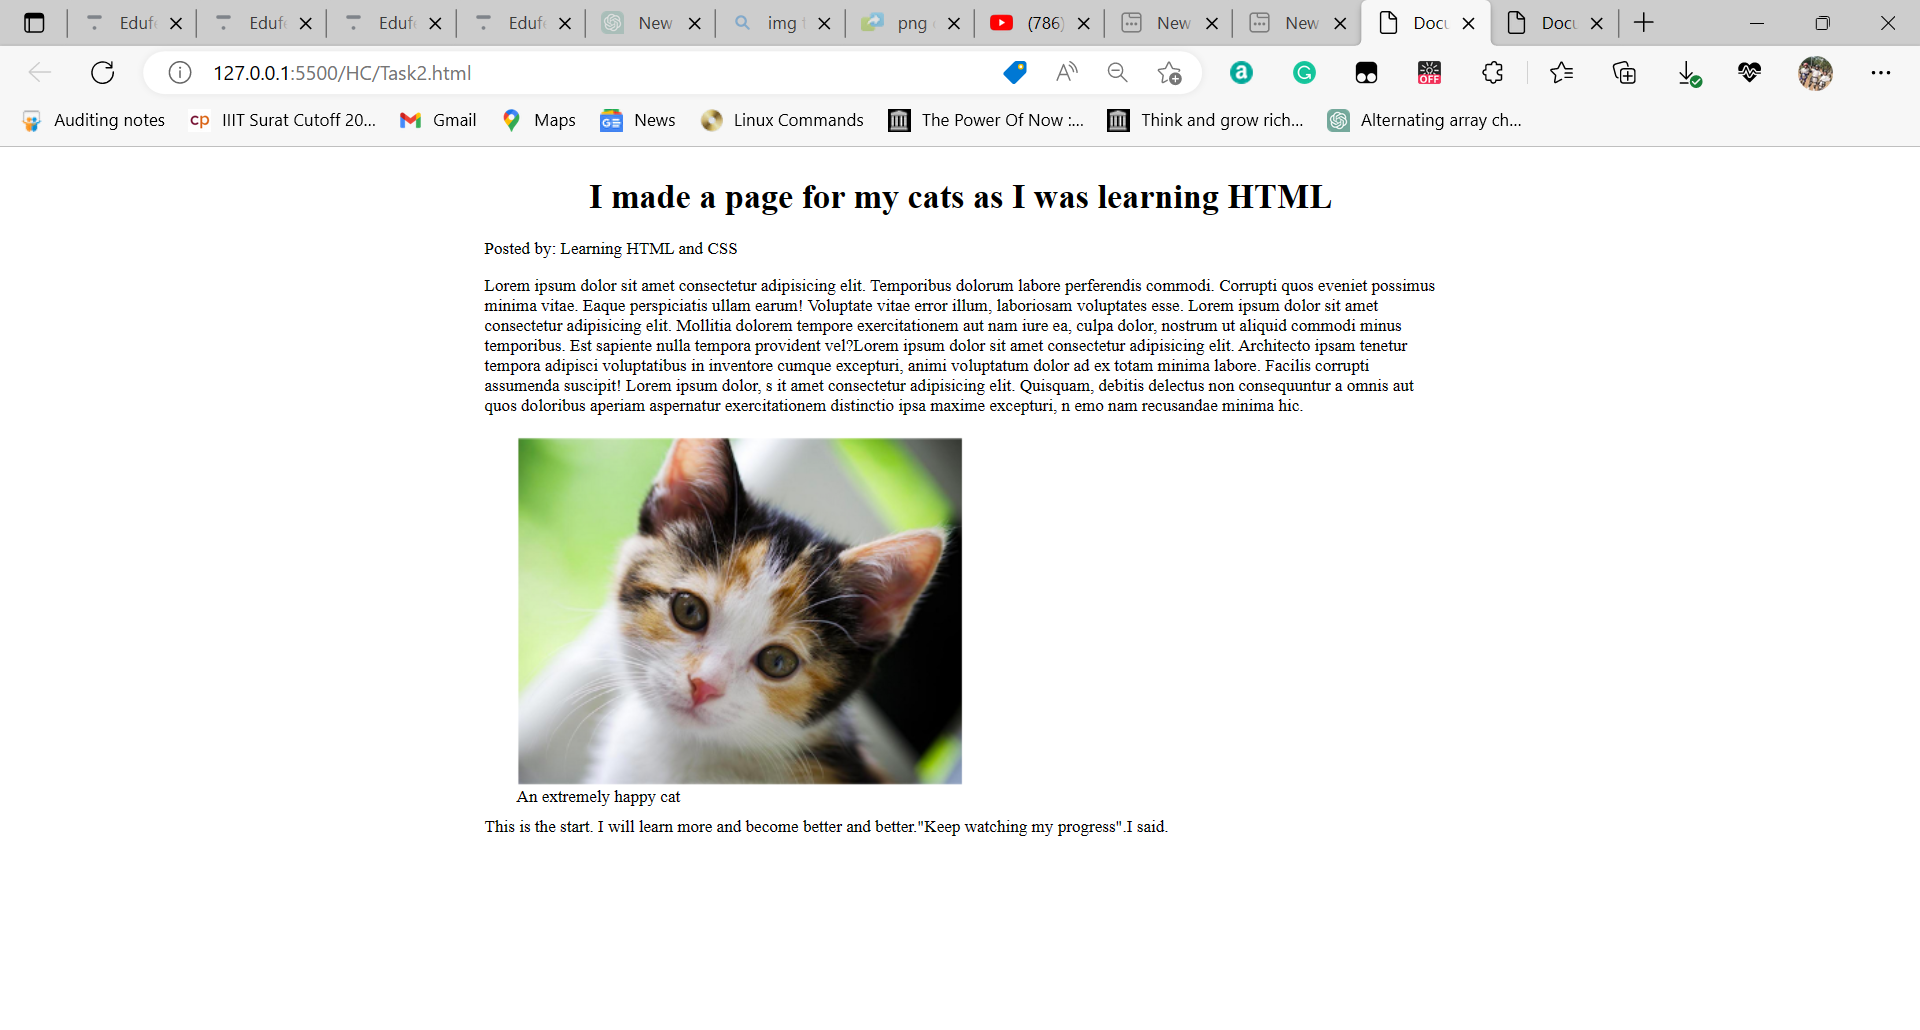 Edufe
Edufe
Edufe
Edufe
New
img t
png
(786)
New
New
Docu
Docu
127.0.0.1:5500/HC/Task2.html
A
a
G
OFF
Auditing notes
cp IIIT Surat Cutoff 20...
Gmail
Maps
News
Linux Commands
The Power Of Now :...
Think and grow rich...
Alternating array ch...
I made a page for my cats as I was learning HTML
Posted by: Learning HTML and CSS
Lorem ipsum dolor sit amet consectetur adipisicing elit. Temporibus dolorum labore perferendis commodi. Corrupti quos eveniet possimus
minima vitae. Eaque perspiciatis ullam earum! Voluptate vitae error illum, laboriosam voluptates esse. Lorem ipsum dolor sit amet
consectetur adipisicing elit. Mollitia dolorem tempore exercitationem aut nam iure ea, culpa dolor, nostrum ut aliquid commodi minus
temporibus. Est sapiente nulla tempora provident vel?Lorem ipsum dolor sit amet consectetur adipisicing elit. Architecto ipsam tenetur
tempora adipisci voluptatibus in inventore cumque excepturi, animi voluptatum dolor ad ex totam minima labore. Facilis corrupti
assumenda suscipit! Lorem ipsum dolor, s it amet consectetur adipisicing elit. Quisquam, debitis delectus non consequuntur a omnis aut
quos doloribus aperiam aspernatur exercitationem distinctio ipsa maxime excepturi, n emo nam recusandae minima hic.
An extremely happy cat
This is the start. I will learn more and become better and better."Keep watching my progress".I said.